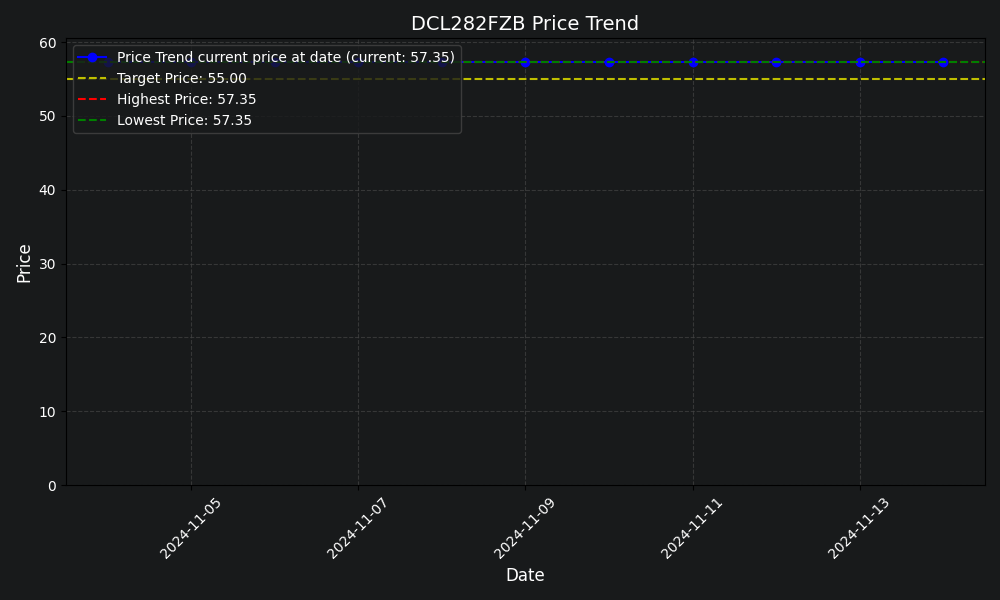 DCL282FZB Price Trend
Price Trend current price at date (current: 57.35)
Target Price: 55.00
Highest Price: 57.35
Lowest Price: 57.35
60
50
40
30
20
10
0
Price
2024-11-05
2024-11-07
2024-11-09
2024-11-11
2024-11-13
Date